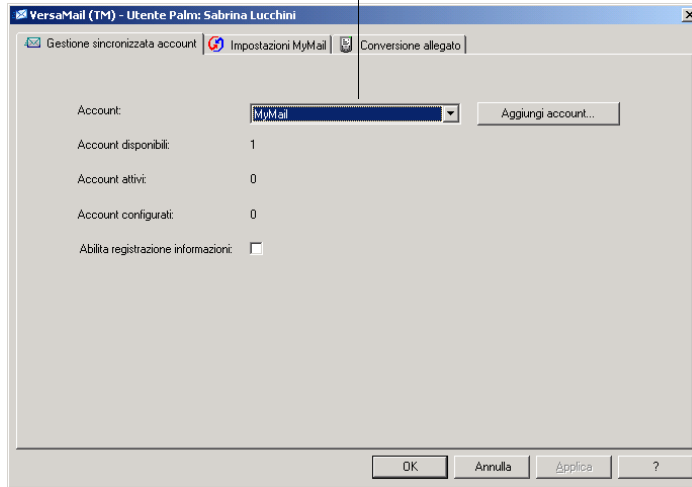 VersaMail (TM) - Utente Palm: Sabrina Lucchini
Gestione sincronizzata account Impostazioni MyMail Conversione allegato
Account: MyMail Aggiungi account...
Account disponibili: 1
Account attivi: 0
Account configurati: 0
Abilita registrazione informazioni:
OK Annulla Applica ?